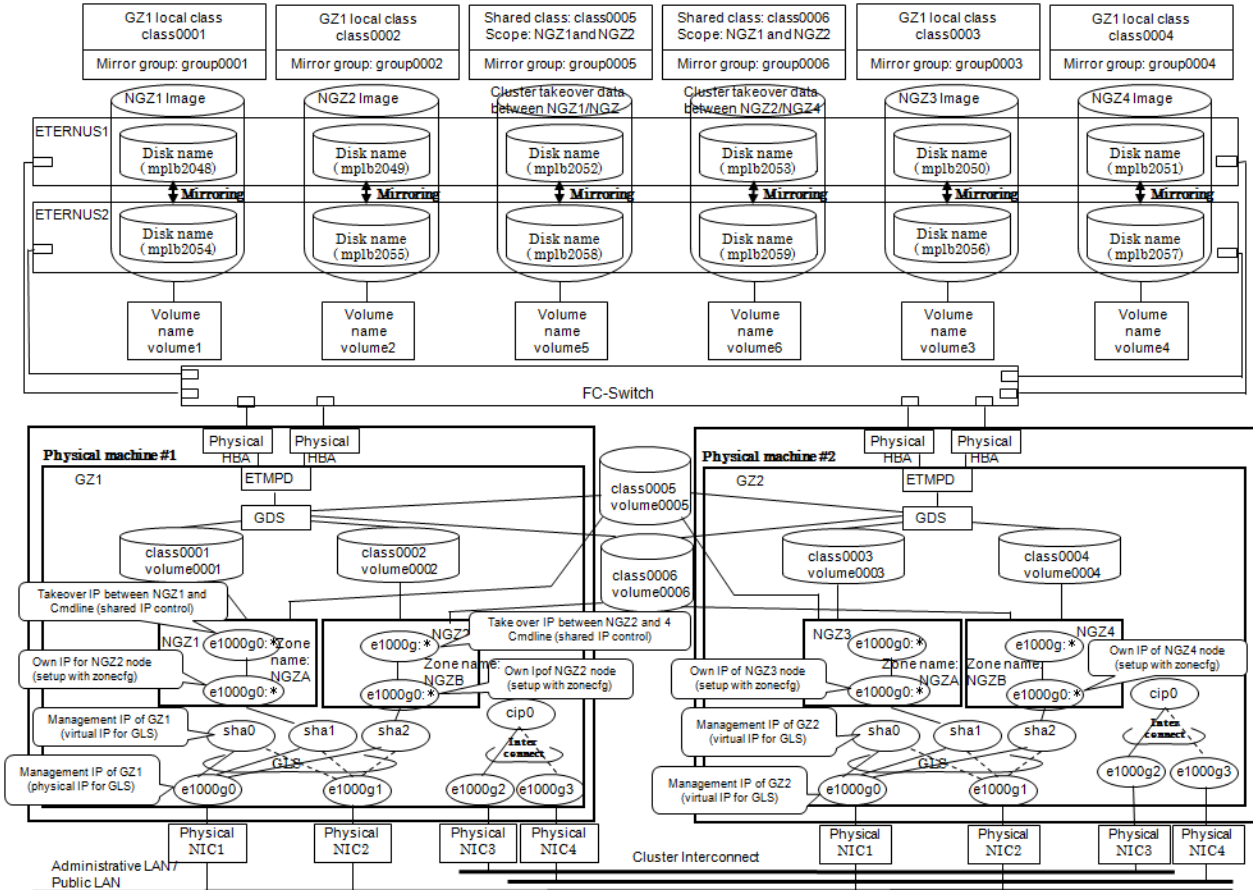 GZ1 local class
class0001
Mirror group: group0001
GZ1 local class
class0002
Mirror group: group0002
Shared class: class0005
Scope: NGZ1and NGZ2
Mirror group: group0005
Shared class: class0006
Scope: NGZ1 and NGZ2
Mirror group: group0006
GZ1 local class
class0003
Mirror group: group0003
GZ1 local class
class0004
Mirror group: group0004
NGZ1 Image
NGZ2 Image
Cluster takeover data
between NGZ1/NGZ
Cluster takeover data
between NGZ2/NGZ4
NGZ3 Image
NGZ4 Image
ETERNUS1
Disk name
(mplb2048)
Disk name
(mplb2049)
Disk name
(mplb2052)
Disk name
(mplb2053)
Disk name
(mplb2050)
Disk name
(mplb2051)
Mirroring
Mirroring
Mirroring
Mirroring
Mirroring
Mirroring
ETERNUS2
Disk name
(mplb2054)
Disk name
(mplb2055)
Disk name
(mplb2058)
Disk name
(mplb2059)
Disk name
(mplb2056)
Disk name
(mplb2057)
Volume
name
volume1
Volume
name
volume2
Volume
name
volume5
Volume
name
volume6
Volume
name
volume3
Volume
name
volume4
FC-Switch
Physical
HBA
Physical
HBA
Physical
HBA
Physical
HBA
Physical machine #1
GZ1
ETMPD
GDS
class0001
volume0001
class0002
volume0002
class0005
volume0005
class0006
volume0006
Physical machine #2
GZ2
ETMPD
GDS
class0003
volume0003
class0004
volume0004
Takeover IP between NGZ1 and
Cmdline (shared IP control)
NGZ1
e1000g0:*
Zone
name:
NGZA
Own IP for NGZ2 node
(setup with zonecfg)
e1000g0:*
NGZ2
e1000g:*
Take over IP between NGZ2 and 4
Cmdline (shared IP control)
Zone name:
NGZB
e1000g0:*
Own Ipof NGZ2 node
(setup with zonecfg)
NGZ3
e1000g0:*
Zone name:
NGZA
Own IP of NGZ3 node
(setup with zonecfg)
e1000g0:*
NGZ4
e1000g:*
Zone name:
NGZB
e1000g0:*
Own IP of NGZ4 node
(setup with zonecfg)
Management IP of GZ1
(virtual IP for GLS)
sha0
sha1
sha2
cip0
Inter
connect
GLS
Management IP of GZ1
(physical IP for GLS)
e1000g0
e1000g1
e1000g2
e1000g3
Management IP of GZ2
(virtual IP for GLS)
sha0
sha1
sha2
cip0
Inter
connect
GLS
Management IP of GZ2
(virtual IP for GLS)
e1000g0
e1000g1
e1000g2
e1000g3
Physical
NIC1
Physical
NIC2
Physical
NIC3
Physical
NIC4
Physical
NIC1
Physical
NIC2
Physical
NIC3
Physical
NIC4
Cluster Interconnect
Administrative LAN /
Public LAN